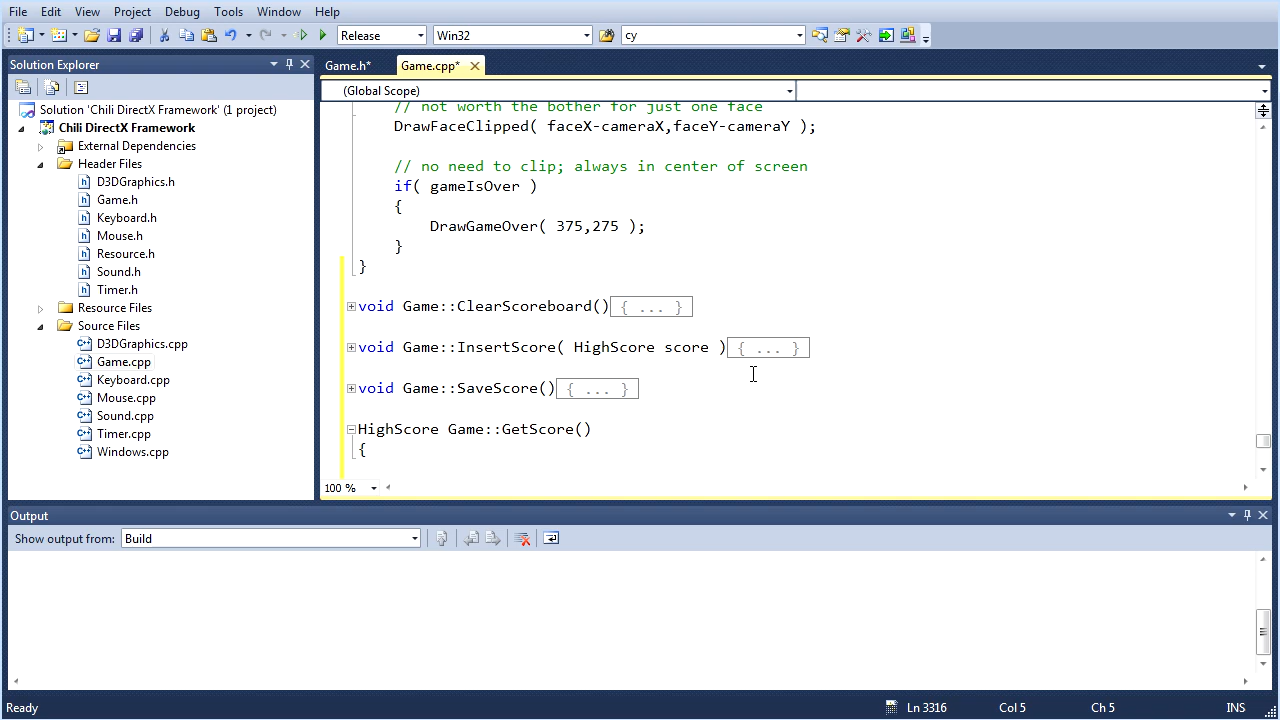 File Edit View Project Debug Tools Window Help
Release Win32 cy
Solution Explorer
Game.h* Game.cpp*
(Global Scope)
Solution 'Chili DirectX Framework' (1 project)
Chili DirectX Framework
External Dependencies
Header Files
D3DGraphics.h
Game.h
Keyboard.h
Mouse.h
Resource.h
Sound.h
Timer.h
Resource Files
Source Files
D3DGraphics.cpp
Game.cpp
Keyboard.cpp
Mouse.cpp
Sound.cpp
Timer.cpp
Windows.cpp
// not worth the bother for just one face
DrawFaceClipped( faceX-cameraX,faceY-cameraY );
// no need to clip; always in center of screen
if( gameIsOver )
{
DrawGameOver( 375,275 );
}
}
void Game::ClearScoreboard(){ ... }
void Game::InsertScore( HighScore score ){ ... }
void Game::SaveScore(){ ... }
HighScore Game::GetScore()
{
100 %
Output
Show output from: Build
Ready Ln 3316 Col 5 Ch 5 INS